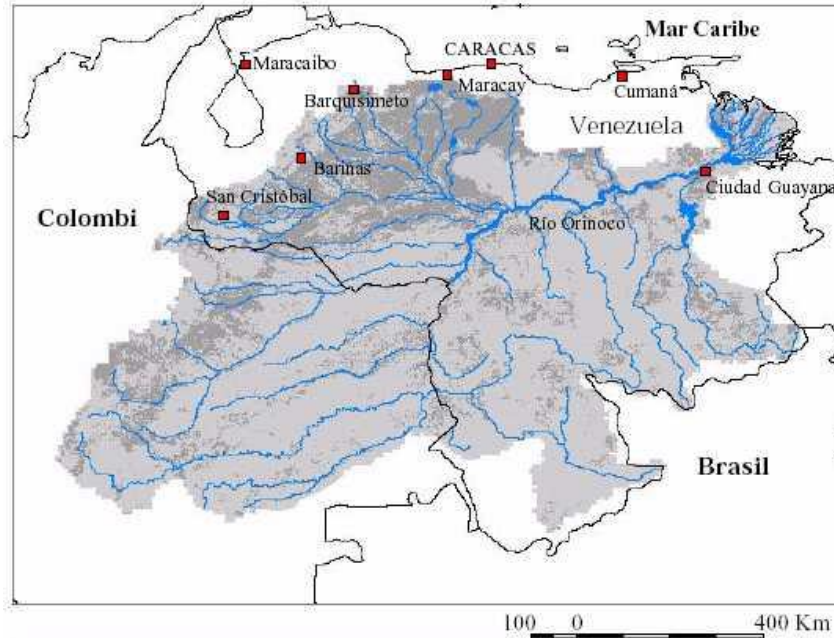 Mar Caribe
CARACAS
Maracaibo
Maracay
Cumaná
Barquisimeto
Venezuela
Barinas
Ciudad Guayana
San Cristóbal
Colombi
Río Orinoco
Brasil
100 0 400 Km